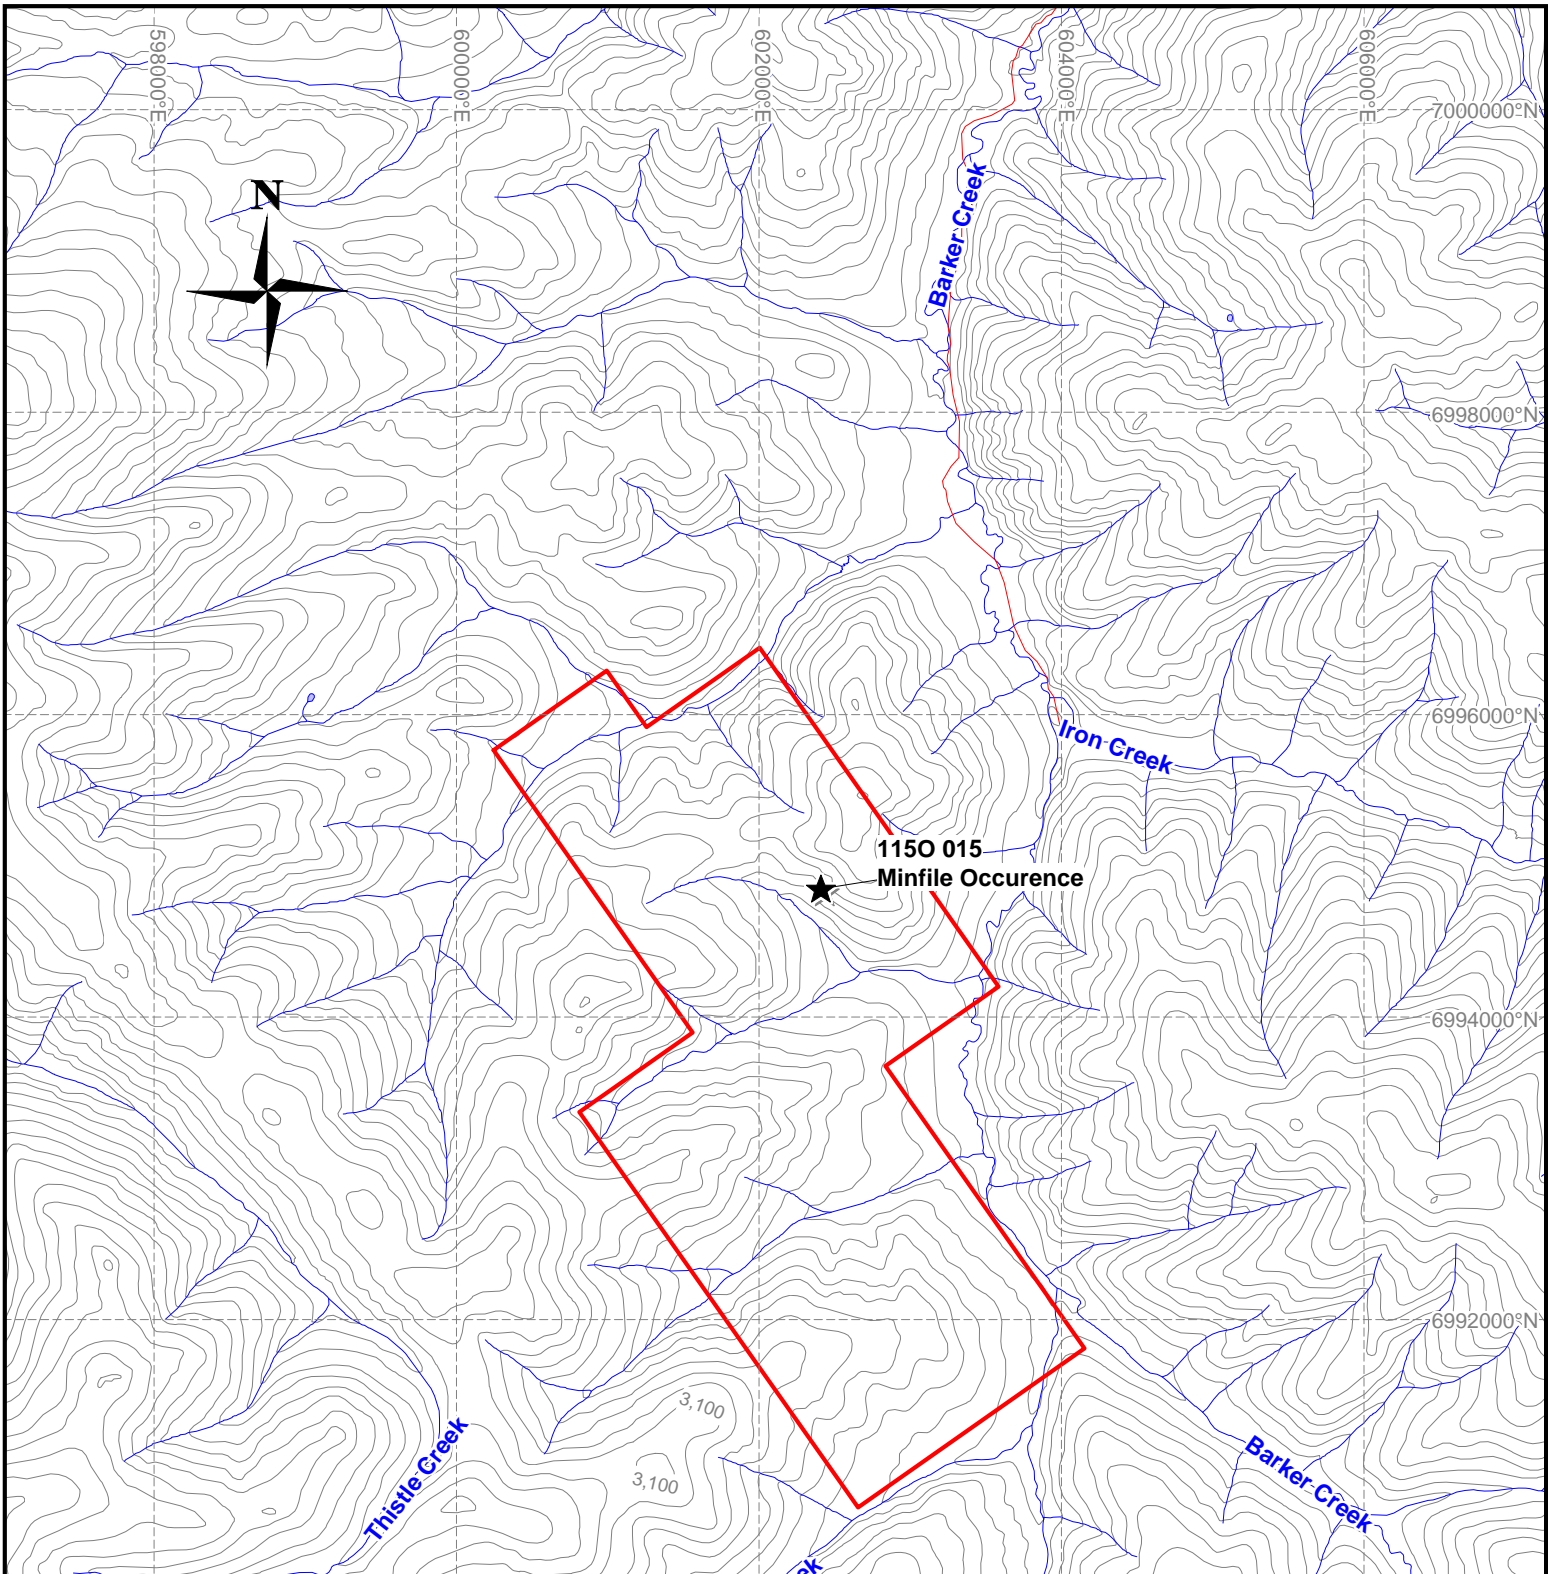 598000°E
600000°E
602000°E
604000°E
606000°E
7000000°N
N
Barker Creek
6998000°N
6996000°N
Iron Creek
115O 015
Minfile Occurence
6994000°N
6992000°N
3,100
3,100
Thistle Creek
Barker Creek
ek